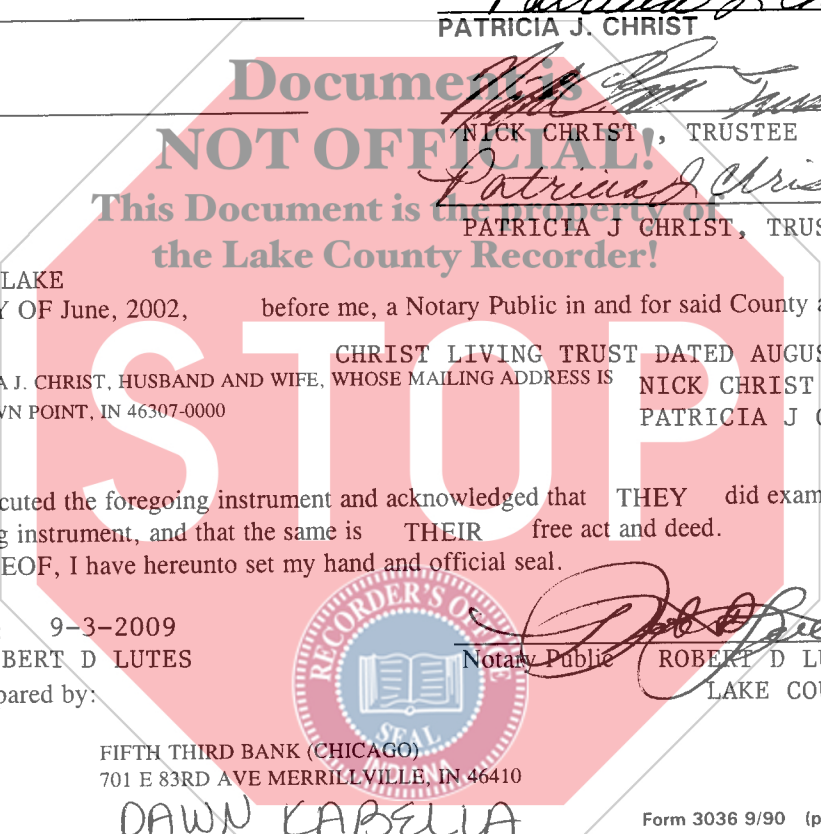 Patricia J
PATRICIA J. CHRIST
Document is
NOT OFFICIAL!
This Document is the property of
the Lake County Recorder!
STOP
NICK CHRIST , TRUSTEE
Patricia J Chris
PATRICIA J CHRIST, TRUS
LAKE
Y OF June, 2002, before me, a Notary Public in and for said County a
CHRIST LIVING TRUST DATED AUGUS
A J. CHRIST, HUSBAND AND WIFE, WHOSE MAILING ADDRESS IS NICK CHRIST
WN POINT, IN 46307-0000 PATRICIA J C
cuted the foregoing instrument and acknowledged that THEY did exam
g instrument, and that the same is THEIR free act and deed.
EOF, I have hereunto set my hand and official seal.
RECORDER'S OFFICE
SEAL
INDIANA
: 9-3-2009
BERT D LUTES
Notary Public ROBERT D LU
pared by: LAKE COU
FIFTH THIRD BANK (CHICAGO)
701 E 83RD AVE MERRILLVILLE, IN 46410
DAWN KABELLA
Form 3036 9/90 (p